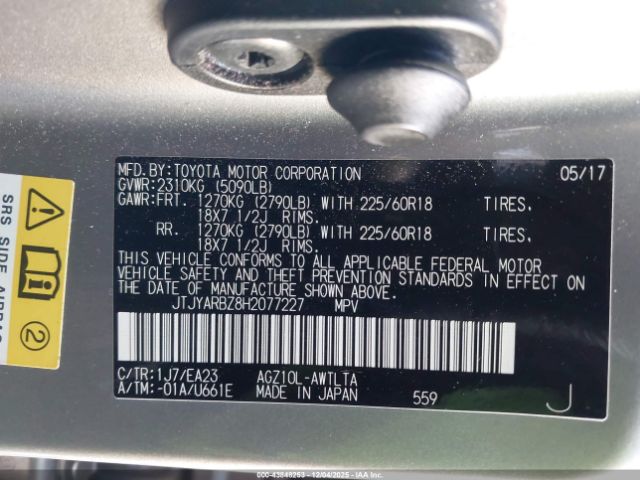 MFD.BY:TOYOTA MOTOR CORPORATION 05/17
GVWR:2310KG (5090LB)
GAWR:FRT. 1270KG (2790LB) WITH 225/60R18 TIRES,
18X7 1/2J RIMS.
RR. 1270KG (2790LB) WITH 225/60R18 TIRES,
18X7 1/2J RIMS.
THIS VEHICLE CONFORMS TO ALL APPLICABLE FEDERAL MOTOR
VEHICLE SAFETY AND THEFT PREVENTION STANDARDS IN EFFECT ON
THE DATE OF MANUFACTURE SHOWN ABOVE.
JTJYARBZ8H2077227 MPV
C/TR:1J7/EA23 AGZ10L-AWTLTA
A/TM:-01A/U661E MADE IN JAPAN 559 J
SRS SIDE AIRBAG
2
000-43848253 - 12/04/2025 - IAA